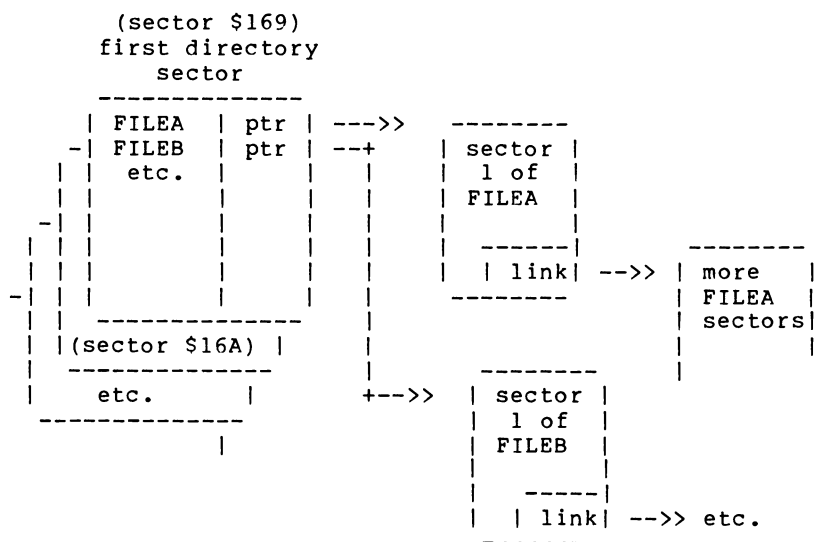 (sector $169)
first directory
sector
FILEA ptr --->>
FILEB ptr --+
etc.
sector
1 of
FILEA
link -->>
more
FILEA
sectors
(sector $16A)
etc. +-->>
sector
1 of
FILEB
link -->> etc.